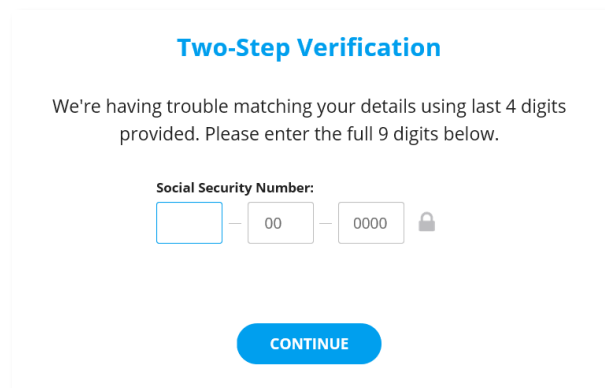 Two-Step Verification
We're having trouble matching your details using last 4 digits
provided. Please enter the full 9 digits below.
Social Security Number:
— 00 — 0000
CONTINUE